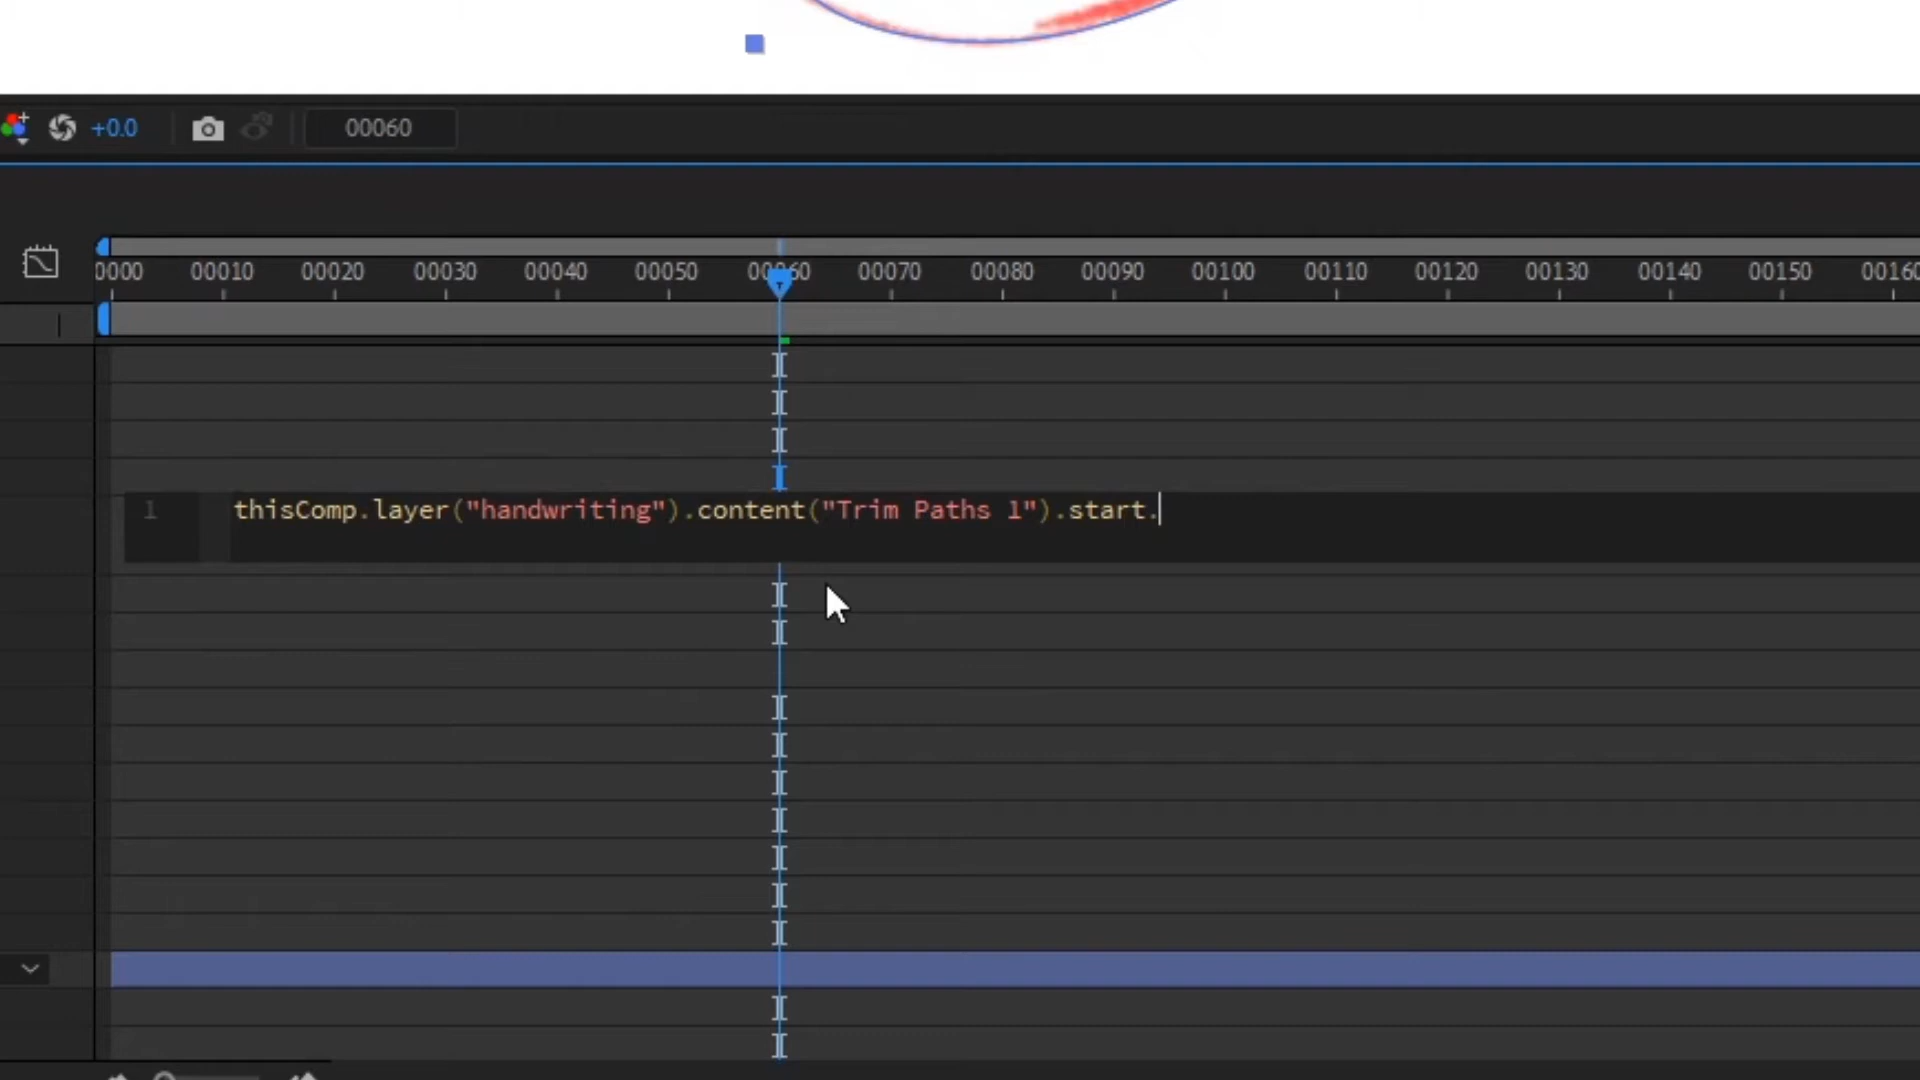 +0.0 00060
0000 00010 00020 00030 00040 00050 00060 00070 00080 00090 00100 00110 00120 00130 00140 00150 00160
1 thisComp.layer("handwriting").content("Trim Paths 1").start.